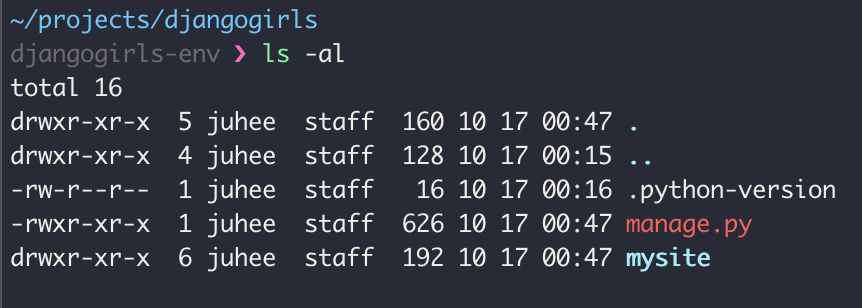 ~/projects/djangogirls
djangogirls-env ❯ ls -al
total 16
drwxr-xr-x  5 juhee  staff  160 10 17 00:47 .
drwxr-xr-x  4 juhee  staff  128 10 17 00:15 ..
-rw-r--r--  1 juhee  staff   16 10 17 00:16 .python-version
-rwxr-xr-x  1 juhee  staff  626 10 17 00:47 manage.py
drwxr-xr-x  6 juhee  staff  192 10 17 00:47 mysite